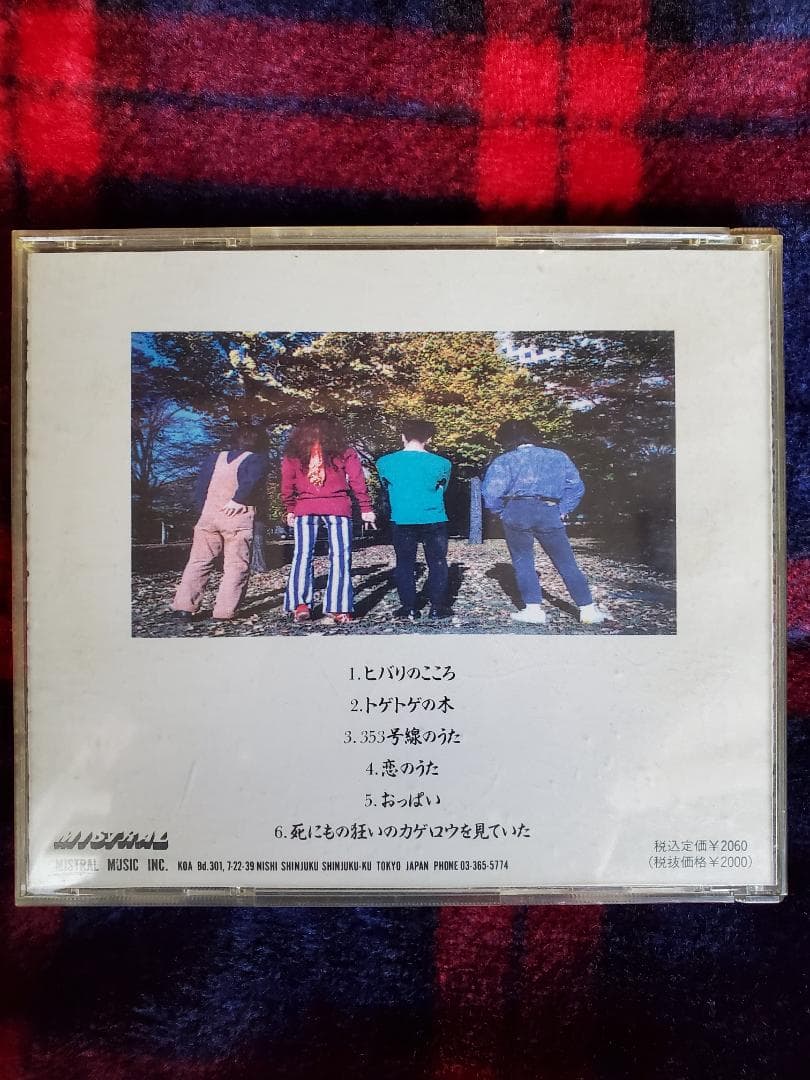 1.ヒバリのこころ
2.トゲトゲの木
3.353号線のうた
4.恋のうた
5.おっぱい
6.死にもの狂いのカゲロウを見ていた
MISTRAL
MISTRAL MUSIC INC. KOA Bd.301, 7-22-39 NISHI SHINJUKU SHINJUKU-KU TOKYO JAPAN PHONE 03-365-5774
税込定価¥2060
(税抜価格¥2000)